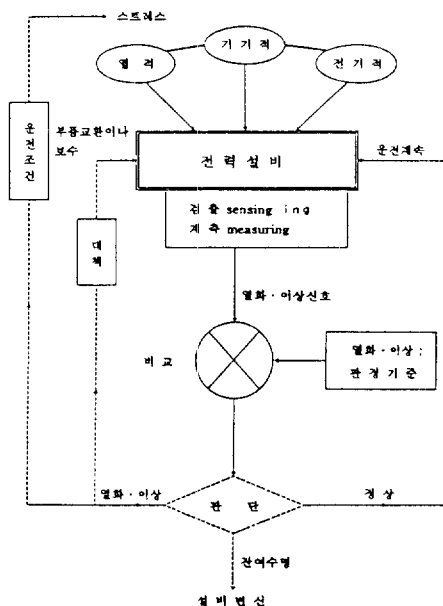 스트레스
기기적
열 적
전기적
운전조건
부품교환이나
보수
전력설비
운전계속
검출 sensing ing
계측 measuring
대책
열화·이상신호
비교
열화·이상 ;
판정기준
열화·이상
판 단
정 상
잔여수명
설비변신